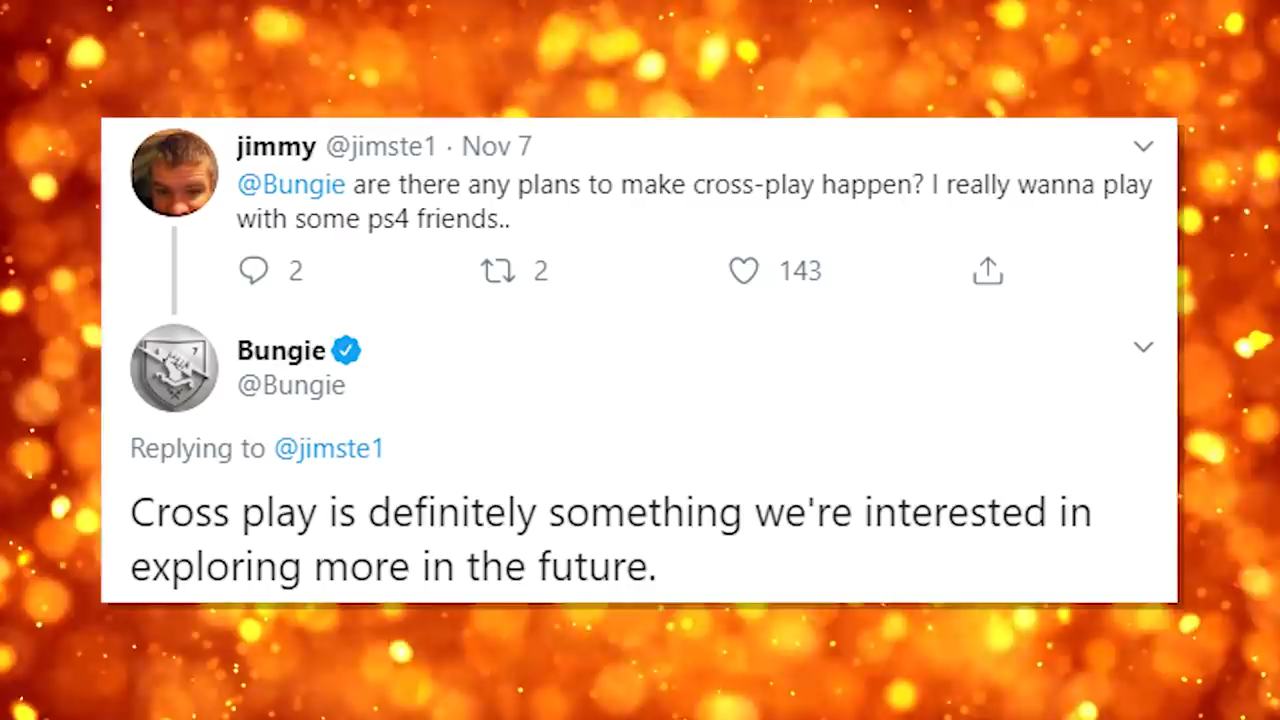 jimmy @jimste1 · Nov 7
@Bungie are there any plans to make cross-play happen? I really wanna play
with some ps4 friends..
2 2 143
Bungie
@Bungie
Replying to @jimste1
Cross play is definitely something we're interested in
exploring more in the future.